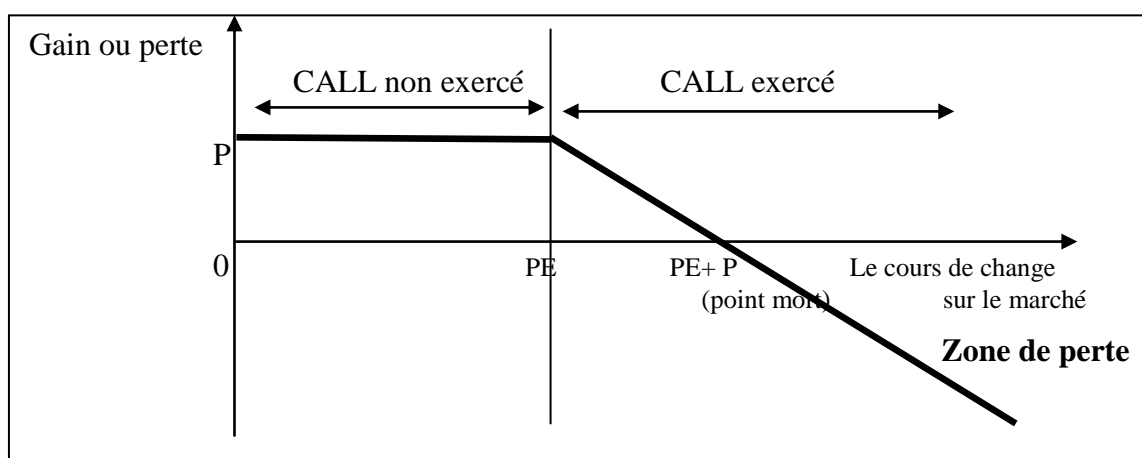 Gain ou perte
CALL non exercé
CALL exercé
P
0
PE
PE+ P
Le cours de change
(point mort)
sur le marché
Zone de perte